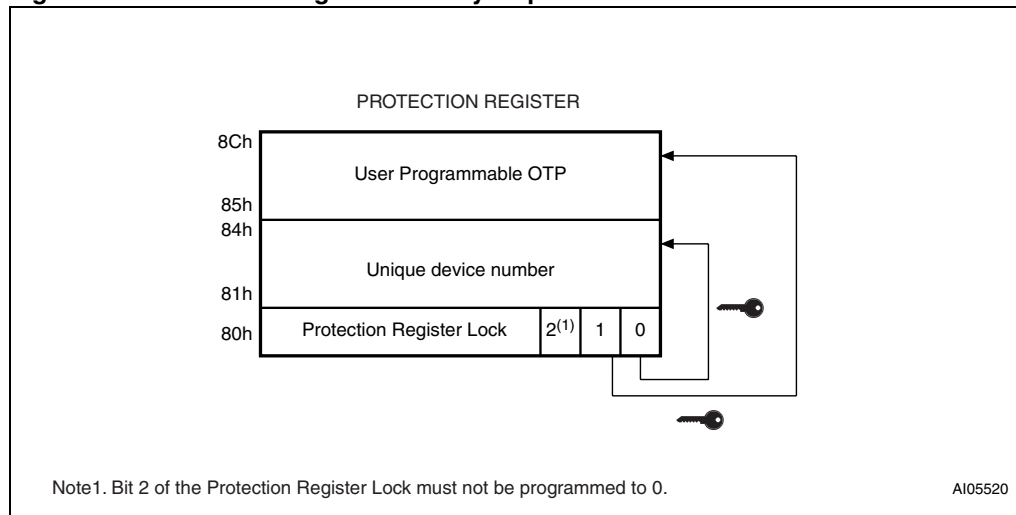 PROTECTION REGISTER
8Ch
User Programmable OTP
85h
84h
Unique device number
81h
80h Protection Register Lock 2(1) 1 0
Note1. Bit 2 of the Protection Register Lock must not be programmed to 0.
AI05520